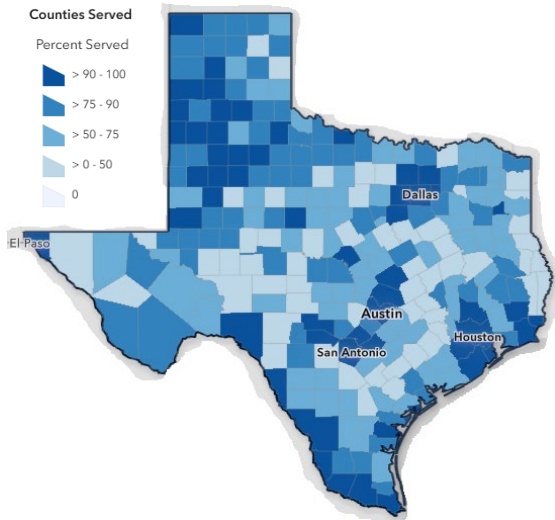 Counties Served
Percent Served
> 90 - 100
> 75 - 90
> 50 - 75
> 0 - 50
0
Dallas
El Paso
Austin
Houston
San Antonio